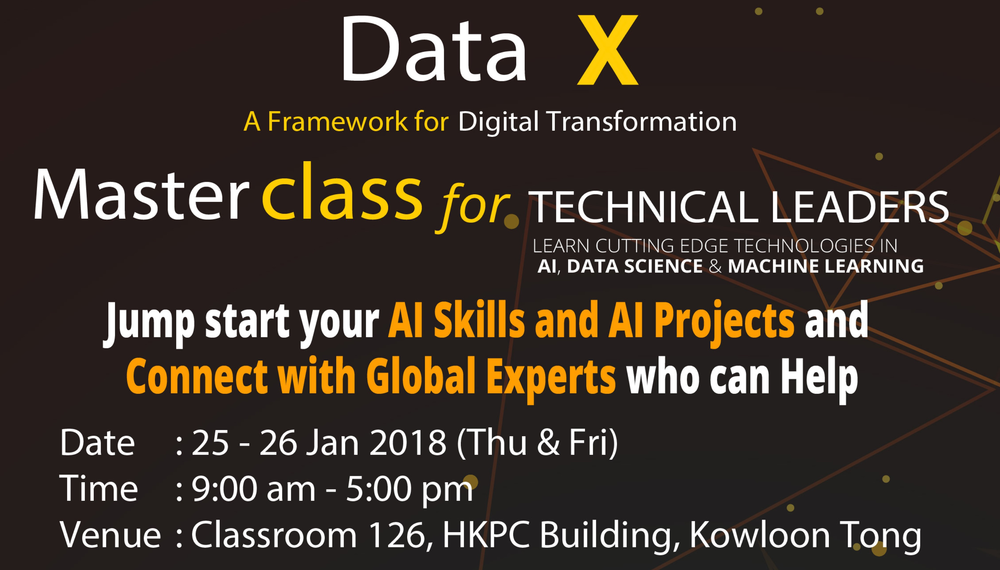 Data X
A Framework for Digital Transformation
Master class for TECHNICAL LEADERS
LEARN CUTTING EDGE TECHNOLOGIES IN
AI, DATA SCIENCE & MACHINE LEARNING
Jump start your AI Skills and AI Projects and
Connect with Global Experts who can Help
Date : 25 - 26 Jan 2018 (Thu & Fri)
Time : 9:00 am - 5:00 pm
Venue : Classroom 126, HKPC Building, Kowloon Tong